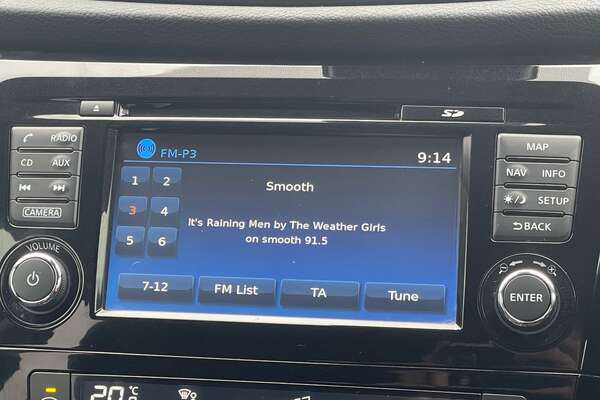 SD
RADIO
CD AUX
CAMERA
VOLUME
FM-P3
9:14
1 2
3 4
5 6
Smooth
It's Raining Men by The Weather Girls
on smooth 91.5
7-12
FM List
TA
Tune
MAP
NAV INFO
SETUP
BACK
ENTER
20 °C